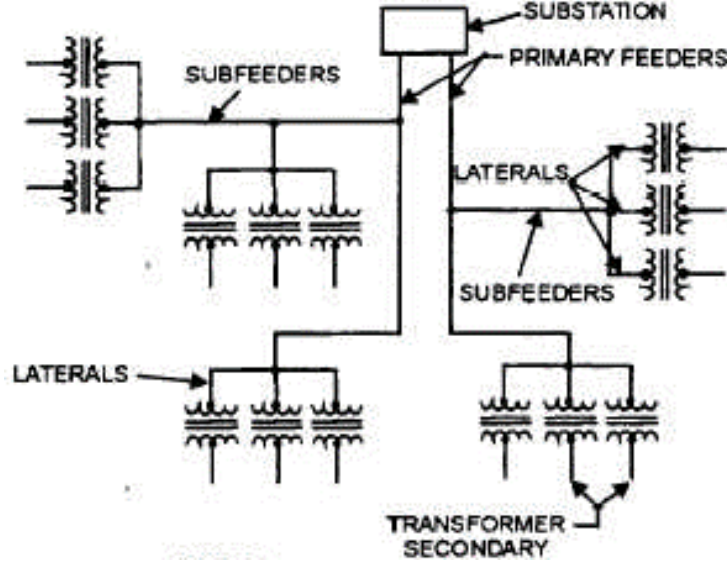 SUBSTATION
SUBFEEDERS
PRIMARY FEEDERS
LATERALS
SUBFEEDERS
LATERALS
TRANSFORMER
SECONDARY